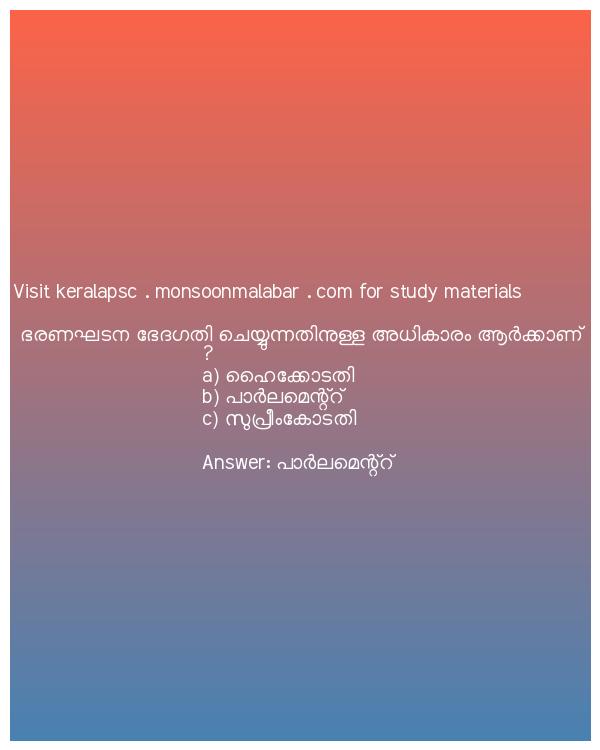 Visit keralapsc . monsoonmalabar . com for study materials
ഭരണഘടന ഭേദഗതി ചെയ്യുന്നതിനുള്ള അധികാരം ആർക്കാണ്
?
a) ഹൈക്കോടതി
b) പാർലമെന്റ്റ്
c) സുപ്രീംകോടതി
Answer: പാർലമെന്റ്റ്